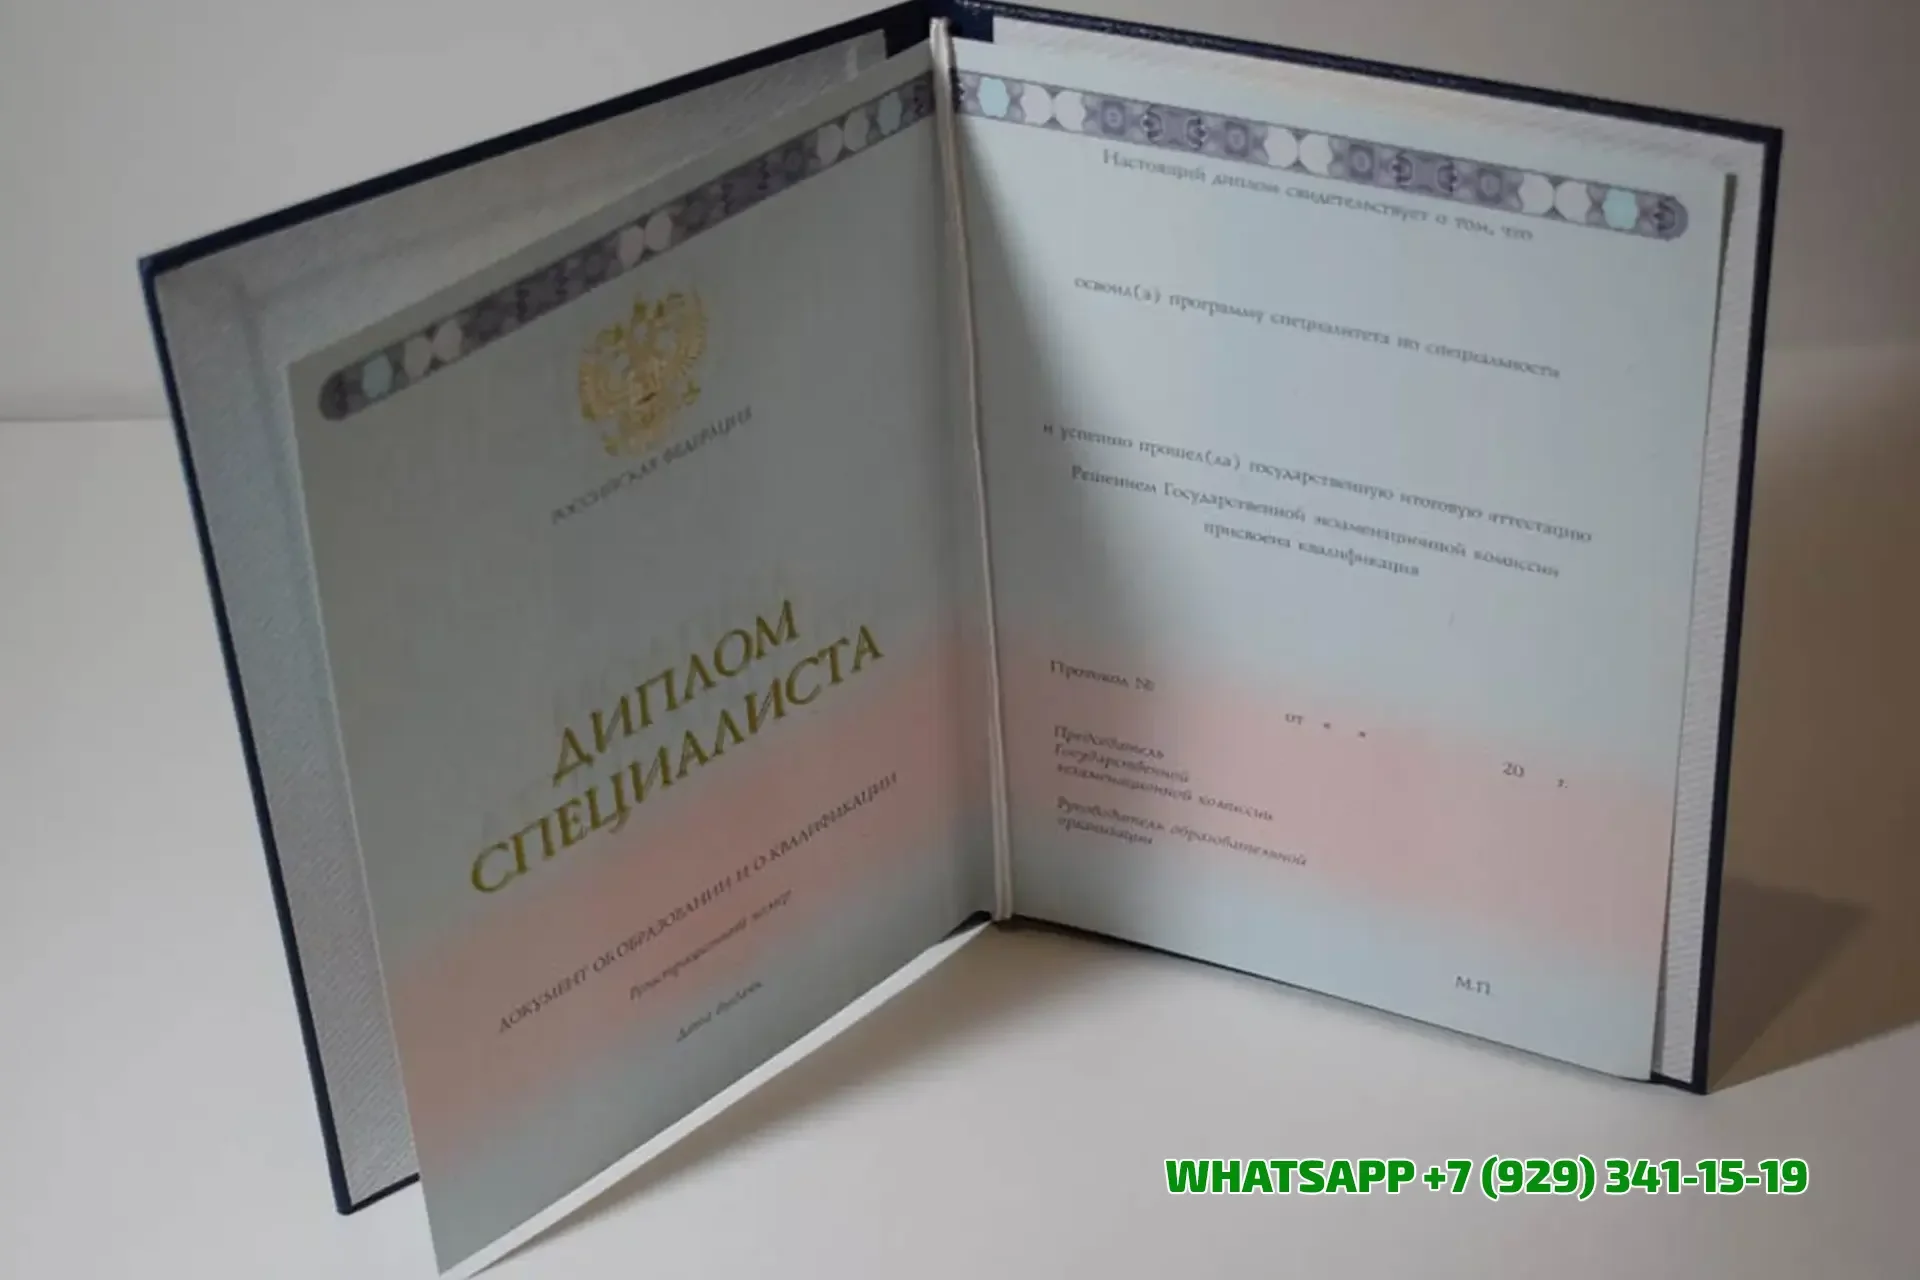 РОССИЙСКАЯ ФЕДЕРАЦИЯ
ДИПЛОМ
СПЕЦИАЛИСТА
ДОКУМЕНТ ОБ ОБРАЗОВАНИИ И О КВАЛИФИКАЦИИ
Регистрационный номер
Дата выдачи
Настоящий диплом свидетельствует о том, что
освоил(а) программу специалитета по специальности
и успешно прошел(ла) государственную итоговую аттестацию
Решением Государственной экзаменационной комиссии
присвоена квалификация
Протокол №
от « »
20 г.
Председатель
Государственной
экзаменационной комиссии
Руководитель образовательной
организации
М.П.
WHATSAPP +7 (929) 341-15-19